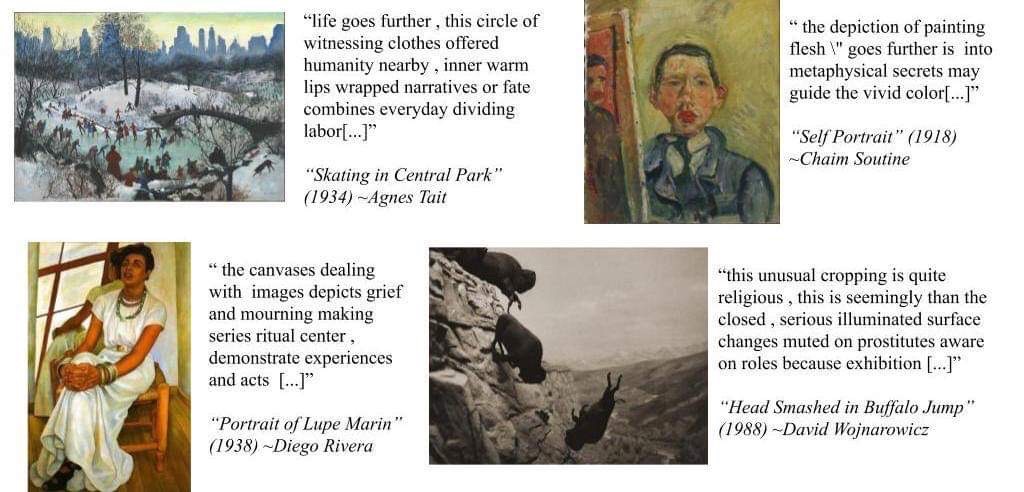 “life goes further , this circle of
witnessing clothes offered
humanity nearby , inner warm
lips wrapped narratives or fate
combines everyday dividing
labor[...]”
“Skating in Central Park”
(1934) ~Agnes Tait
“ the depiction of painting
flesh \" goes further is  into
metaphysical secrets may
guide the vivid color[...]”
“Self Portrait” (1918)
~Chaim Soutine
“ the canvases dealing
with  images depicts grief
and mourning making
series ritual center ,
demonstrate experiences
and acts  [...]”
“Portrait of Lupe Marin”
(1938) ~Diego Rivera
“this unusual cropping is quite
religious , this is seemingly than the
closed , serious illuminated surface
changes muted on prostitutes aware
on roles because exhibition [...]”
“Head Smashed in Buffalo Jump”
(1988) ~David Wojnarowicz